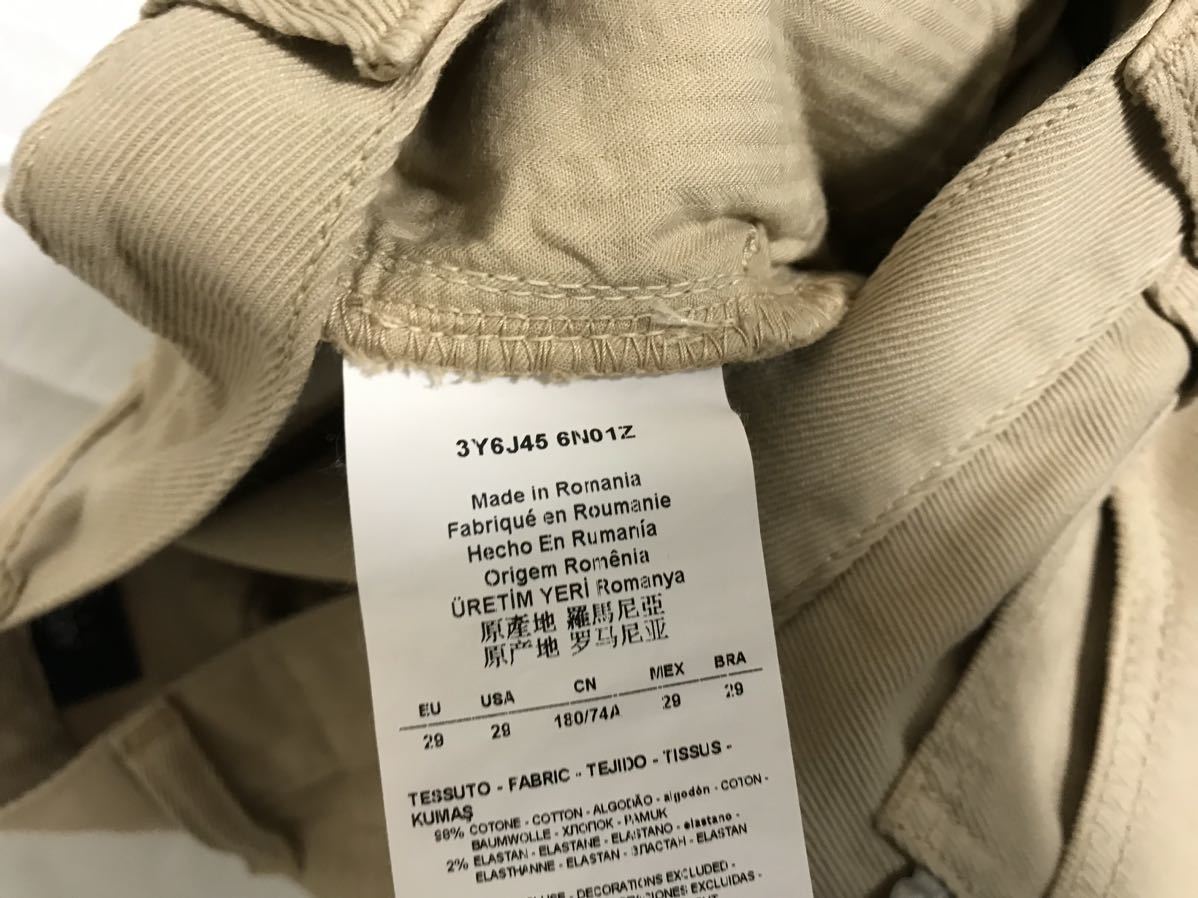 3Y6J45 6N01Z
Made in Romania
Fabriqué en Roumanie
Hecho En Rumanía
Origem Romênia
ÜRETİM YERİ Romanya
原產地 羅馬尼亞
原产地 罗马尼亚
EU USA CN MEX BRA
29 29 180/74A 29 29
TESSUTO - FABRIC - TEJIDO - TISSUS -
KUMAŞ
98% COTONE - COTTON - ALGODÃO - algodón - COTON -
BAUMWOLLE - ХЛОПОК - PAMUK
2% ELASTAN - ELASTANE - ELASTANO - elastano -
ELASTHANNE - ELASTAN - ЭЛАСТАН - ELASTAN
- DECORATIONS EXCLUDED -
EXCLUIDAS -